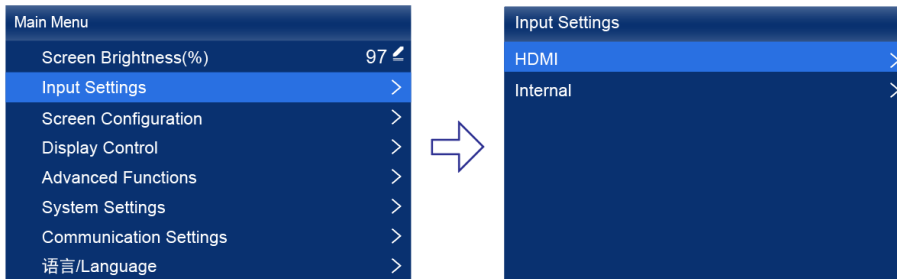 Main Menu
Screen Brightness(%) 97
Input Settings >
Screen Configuration >
Display Control >
Advanced Functions >
System Settings >
Communication Settings >
语言/Language >
Input Settings
HDMI >
Internal >